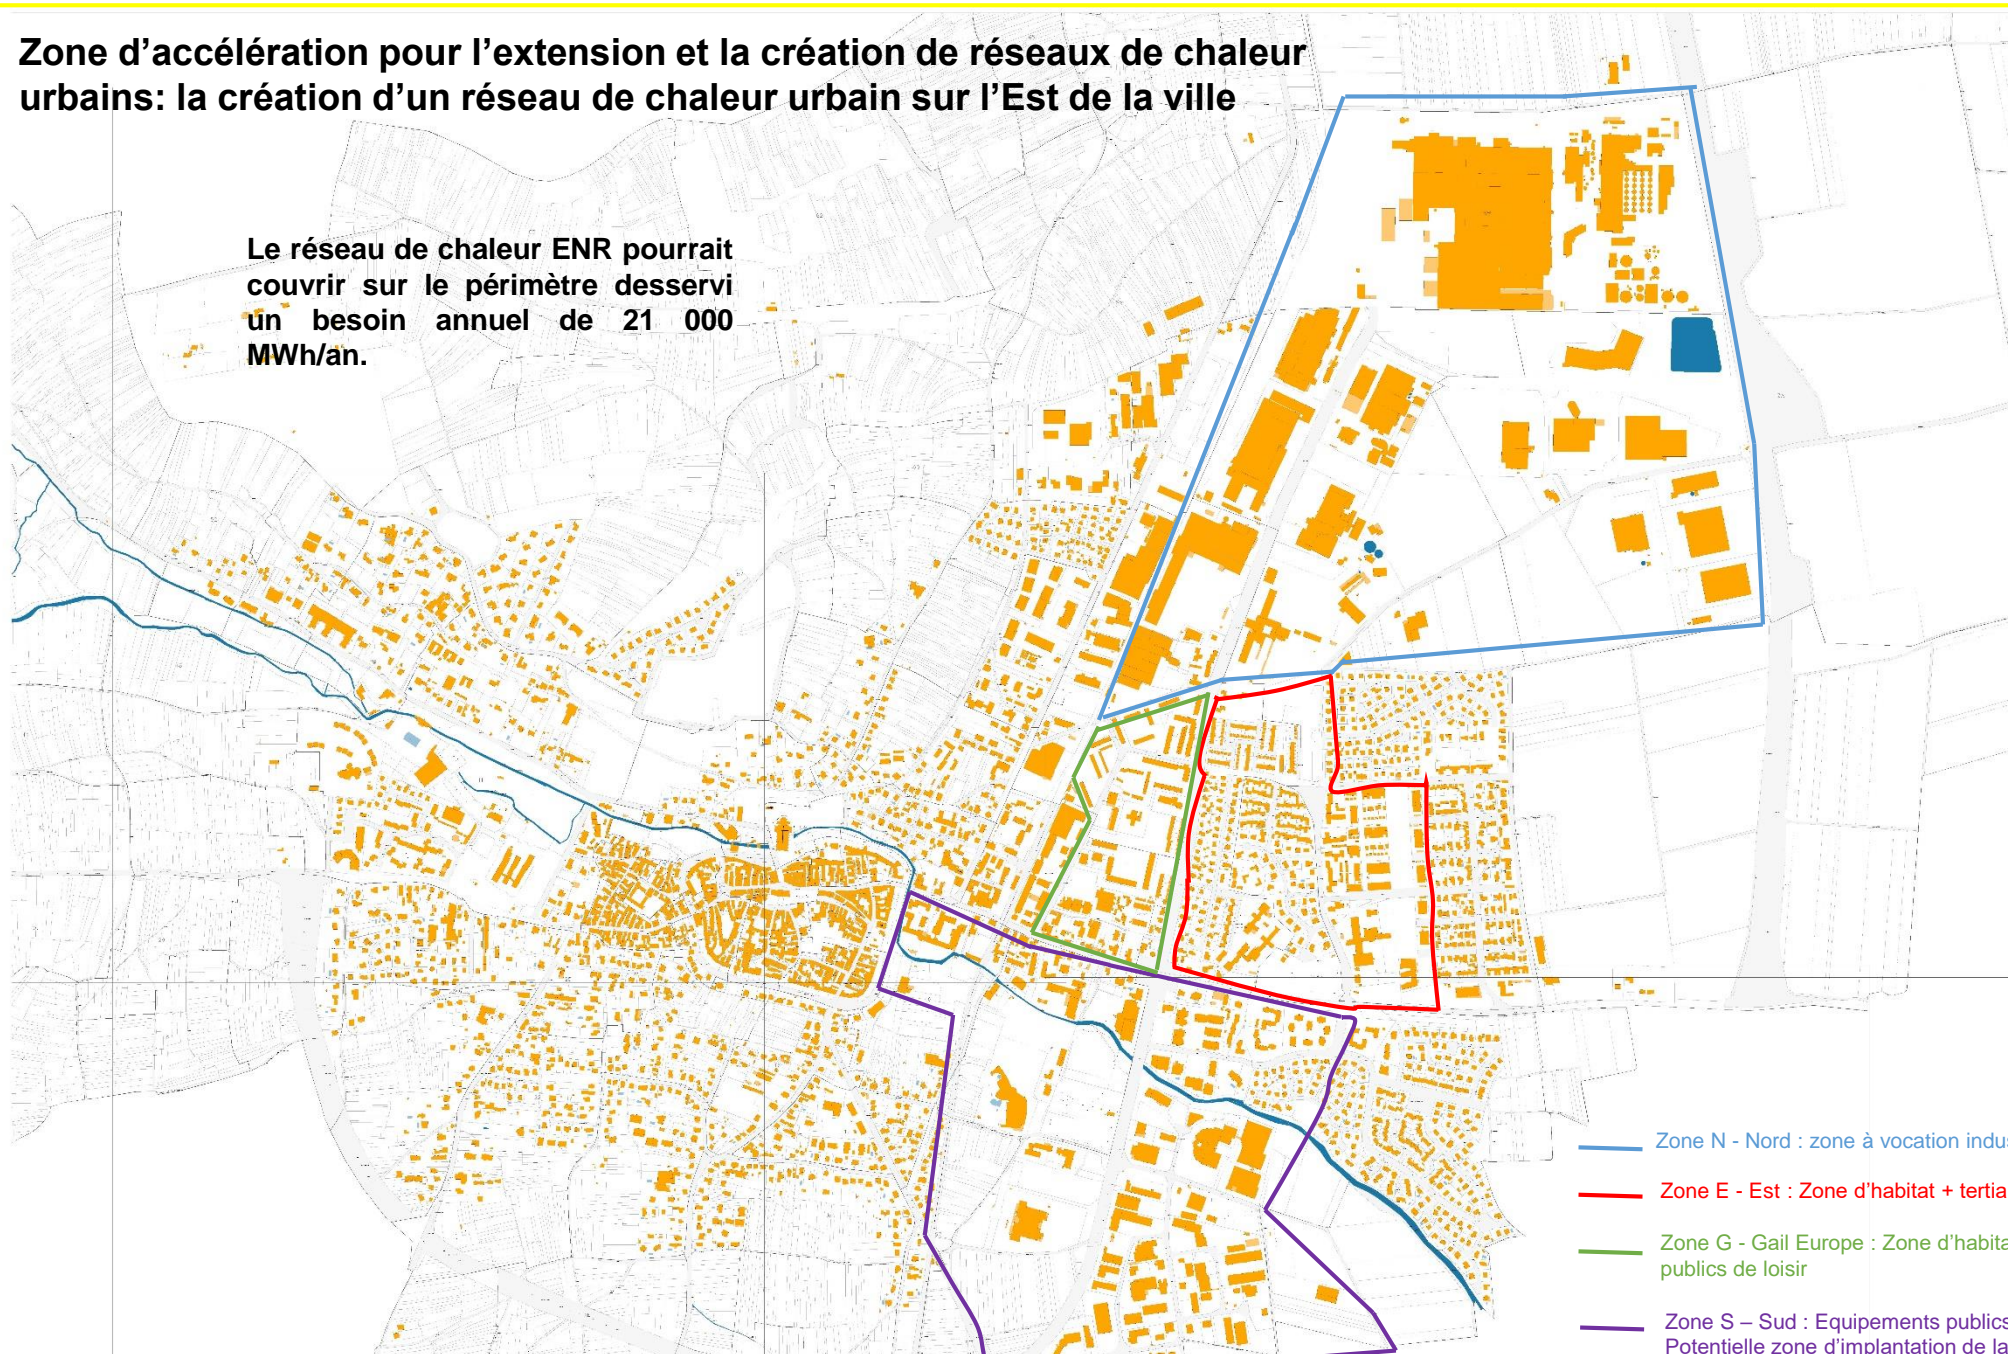 Zone d’accélération pour l’extension et la création de réseaux de chaleur
urbains: la création d’un réseau de chaleur urbain sur l’Est de la ville
Le réseau de chaleur ENR pourrait
couvrir sur le périmètre desservi
un besoin annuel de 21 000
MWh/an.
Zone N - Nord : zone à vocation indus
Zone E - Est : Zone d’habitat + tertia
Zone G - Gail Europe : Zone d’habita
publics de loisir
Zone S – Sud : Equipements publics
Potentielle zone d’implantation de la